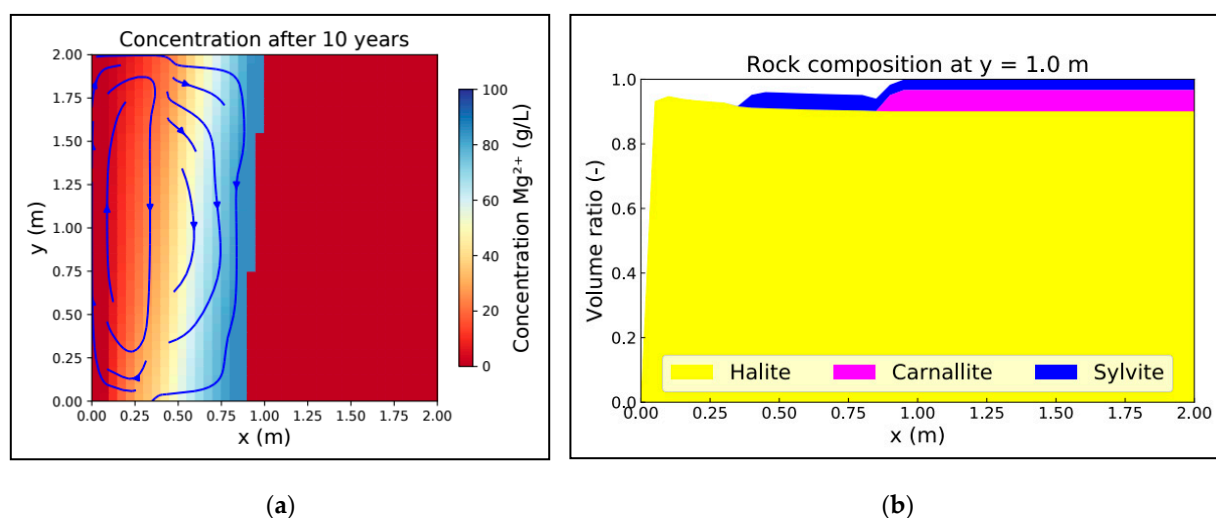 Concentration after 10 years
2.00
1.75
1.50
1.25
1.00
0.75
0.50
0.25
0.00
y (m)
0.00 0.25 0.50 0.75 1.00 1.25 1.50 1.75 2.00
x (m)
100
80
60
40
20
0
Concentration Mg²⁺ (g/L)
(a)
Rock composition at y = 1.0 m
1.0
0.8
0.6
0.4
0.2
0.0
Volume ratio (-)
Halite Carnallite Sylvite
0.00 0.25 0.50 0.75 1.00 1.25 1.50 1.75 2.00
x (m)
(b)